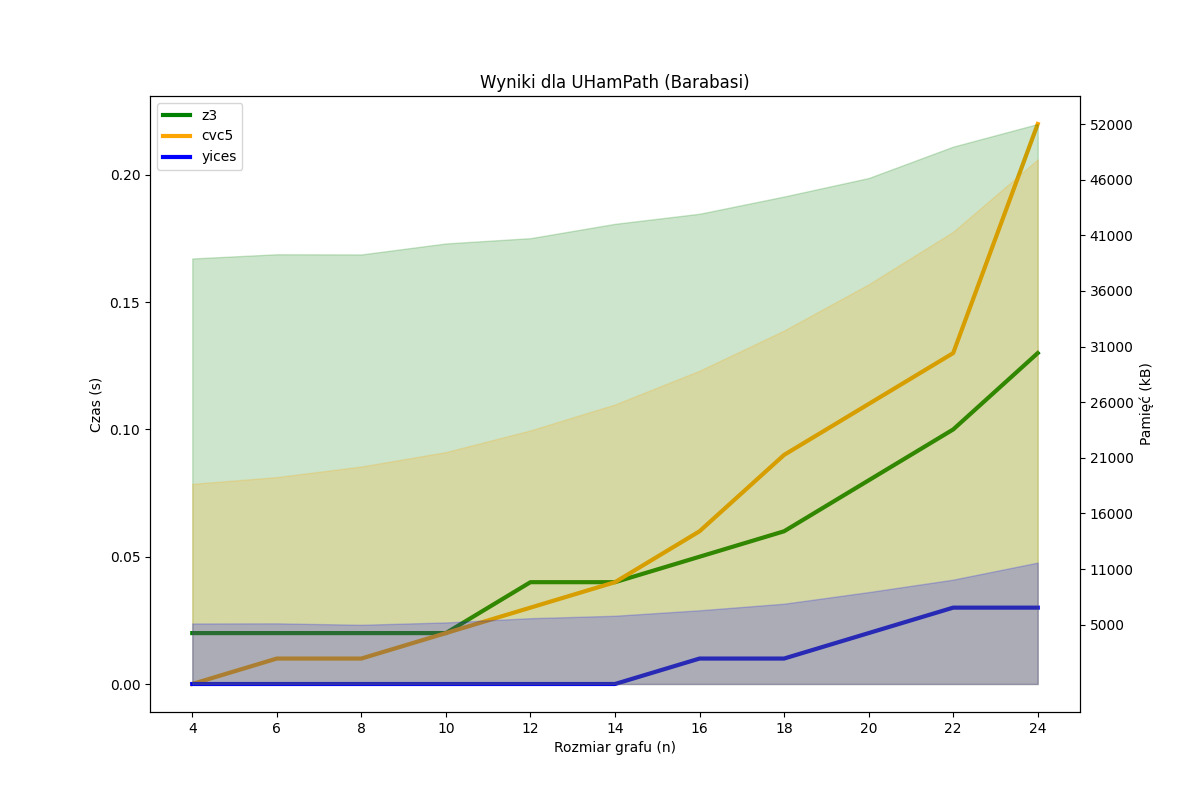 Wyniki dla UHamPath (Barabasi)
z3
cvc5
yices
Czas (s)
0.20
0.15
0.10
0.05
0.00
52000
46000
41000
36000
31000
26000
21000
16000
11000
5000
Pamięć (kB)
4 6 8 10 12 14 16 18 20 22 24
Rozmiar grafu (n)